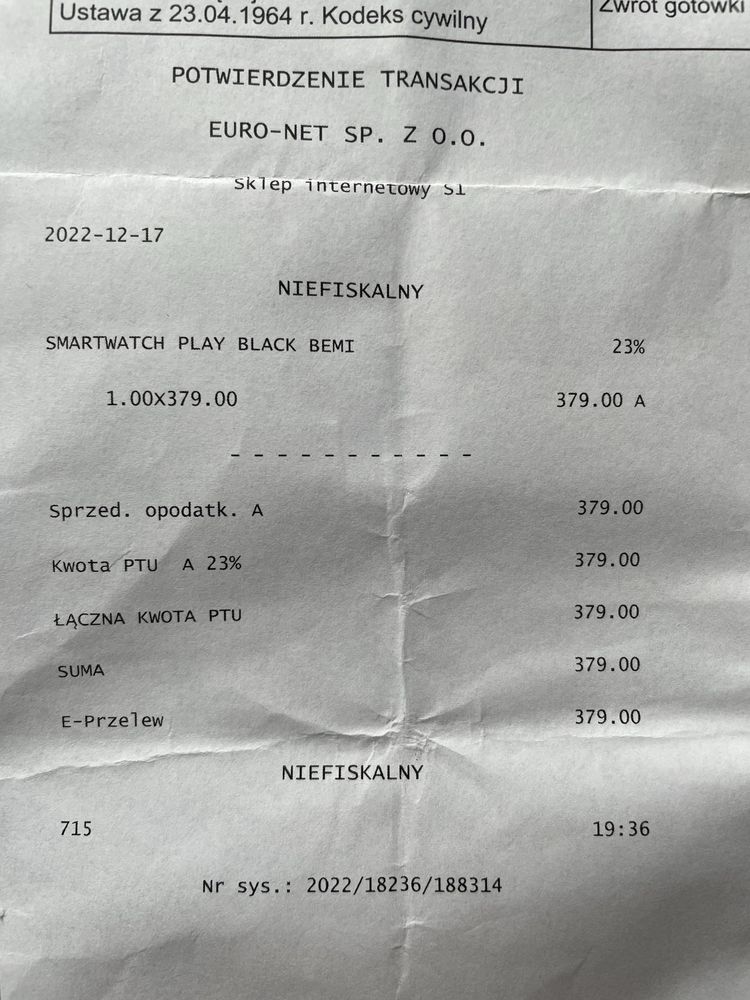 Ustawa z 23.04.1964 r. Kodeks cywilny
Zwrot gotówki
POTWIERDZENIE TRANSAKCJI
EURO-NET SP. Z O.O.
Sklep internetowy S1
2022-12-17
NIEFISKALNY
SMARTWATCH PLAY BLACK BEMI 23%
1.00X379.00 379.00 A
- - - - - - - - - - -
Sprzed. opodatk. A 379.00
Kwota PTU A 23% 379.00
ŁĄCZNA KWOTA PTU 379.00
SUMA 379.00
E-Przelew 379.00
NIEFISKALNY
715 19:36
Nr sys.: 2022/18236/188314